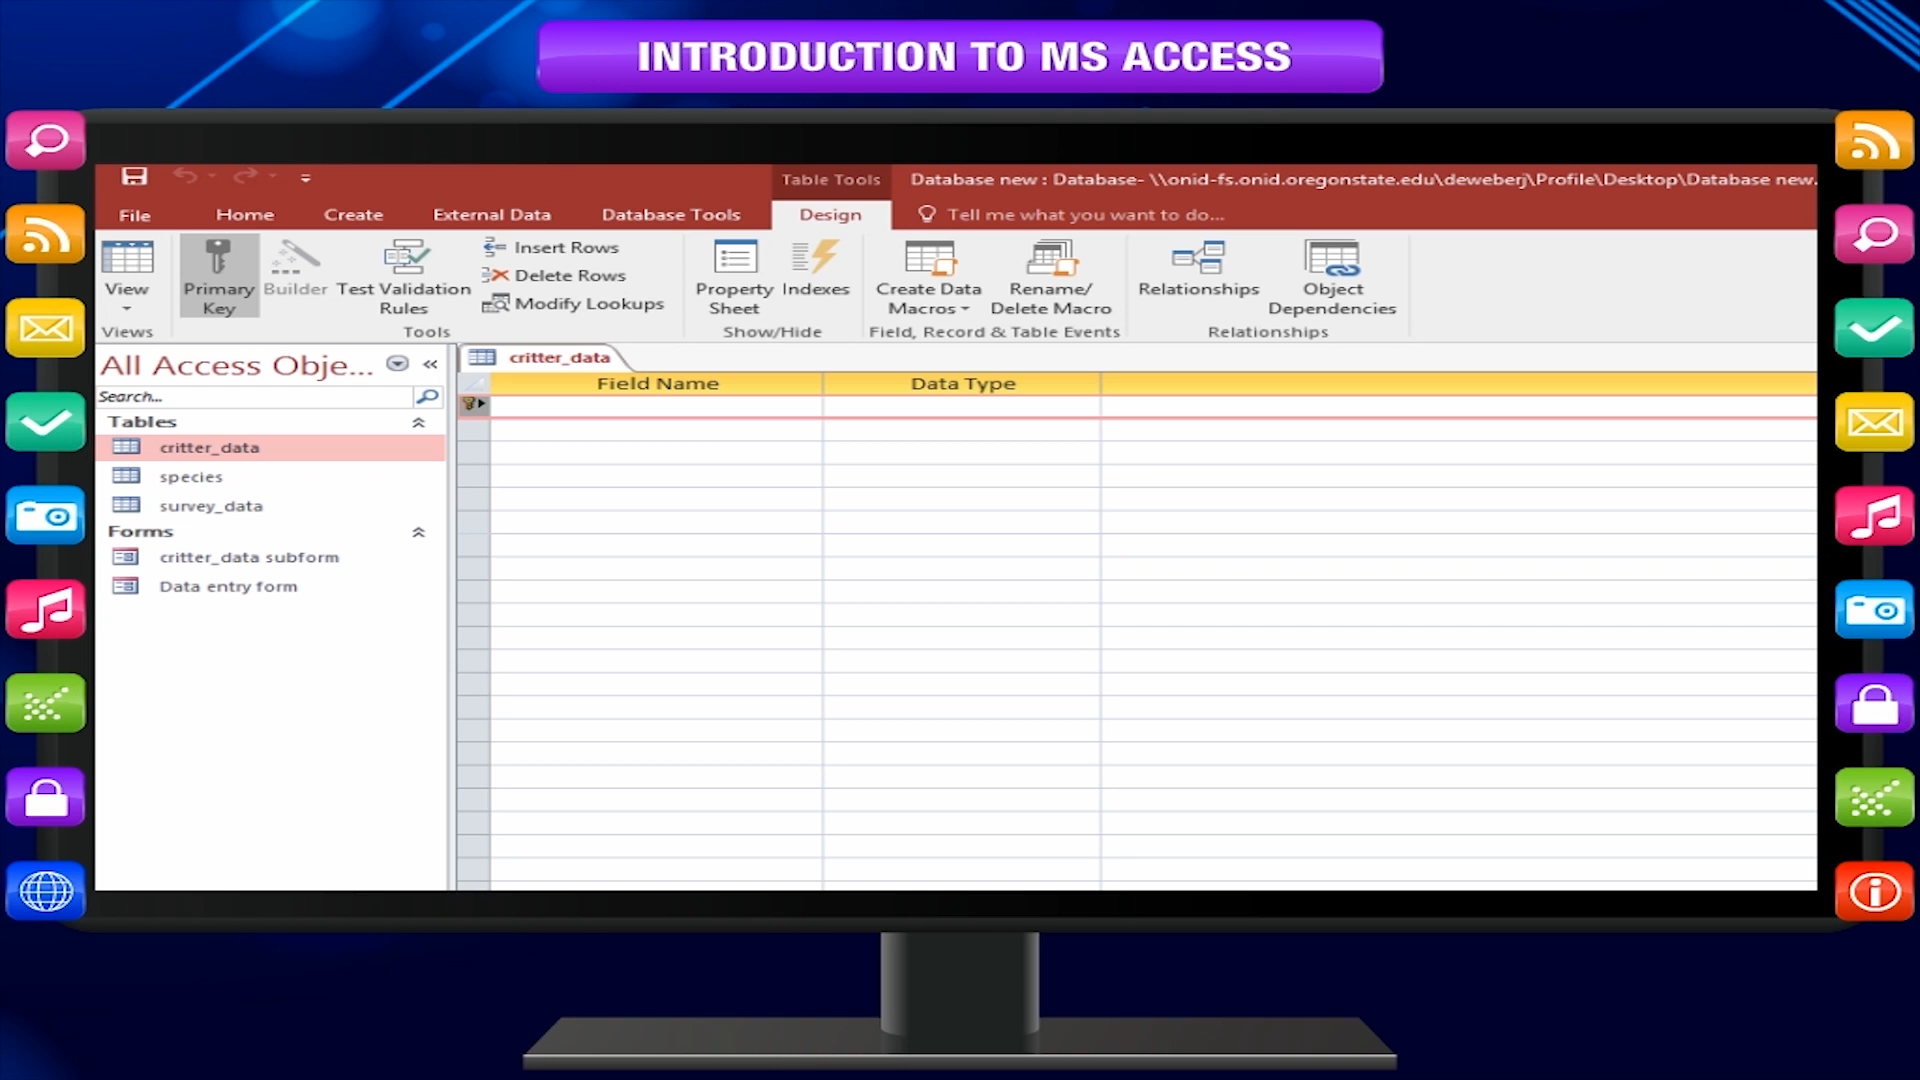 INTRODUCTION TO MS ACCESS
Table Tools
Database new : Database- \\onid-fs.onid.oregonstate.edu\deweberj\Profile\Desktop\Database new.
File Home Create External Data Database Tools Design Tell me what you want to do...
View
Views
Primary
Key
Builder
Test Validation
Rules
Insert Rows
Delete Rows
Modify Lookups
Tools
Property
Sheet
Indexes
Show/Hide
Create Data
Macros
Rename/
Delete Macro
Field, Record & Table Events
Relationships
Object
Dependencies
Relationships
All Access Obje...
Search...
Tables
critter_data
species
survey_data
Forms
critter_data subform
Data entry form
critter_data
Field Name Data Type